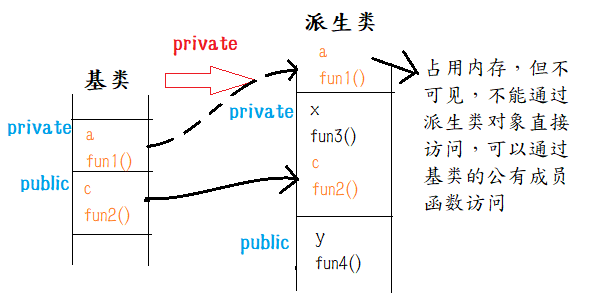 private
派生类
基类
private
a
fun1()
public
c
fun2()
a
fun1()
private
x
fun3()
c
fun2()
public
y
fun4()
占用内存，但不
可见，不能通过
派生类对象直接
访问，可以通过
基类的公有成员
函数访问